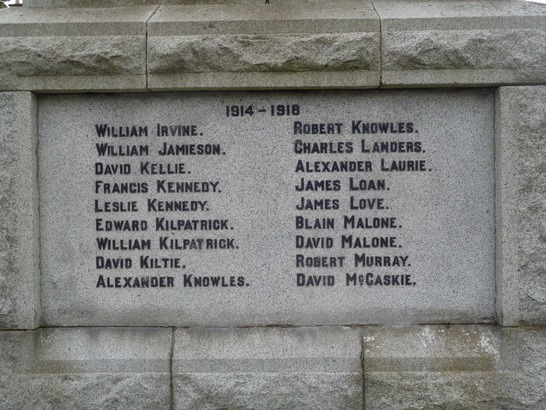 1914 - 1918
WILLIAM IRVINE.
WILLIAM JAMIESON.
DAVID KELLIE.
FRANCIS KENNEDY.
LESLIE KENNEDY.
EDWARD KILPATRICK.
WILLIAM KILPATRICK.
DAVID KILTIE.
ALEXANDER KNOWLES.
ROBERT KNOWLES.
CHARLES LANDERS.
ALEXANDER LAURIE.
JAMES LOAN.
JAMES LOVE.
BLAIN MALONE.
DAVID MALONE.
ROBERT MURRAY.
DAVID McCASKIE.